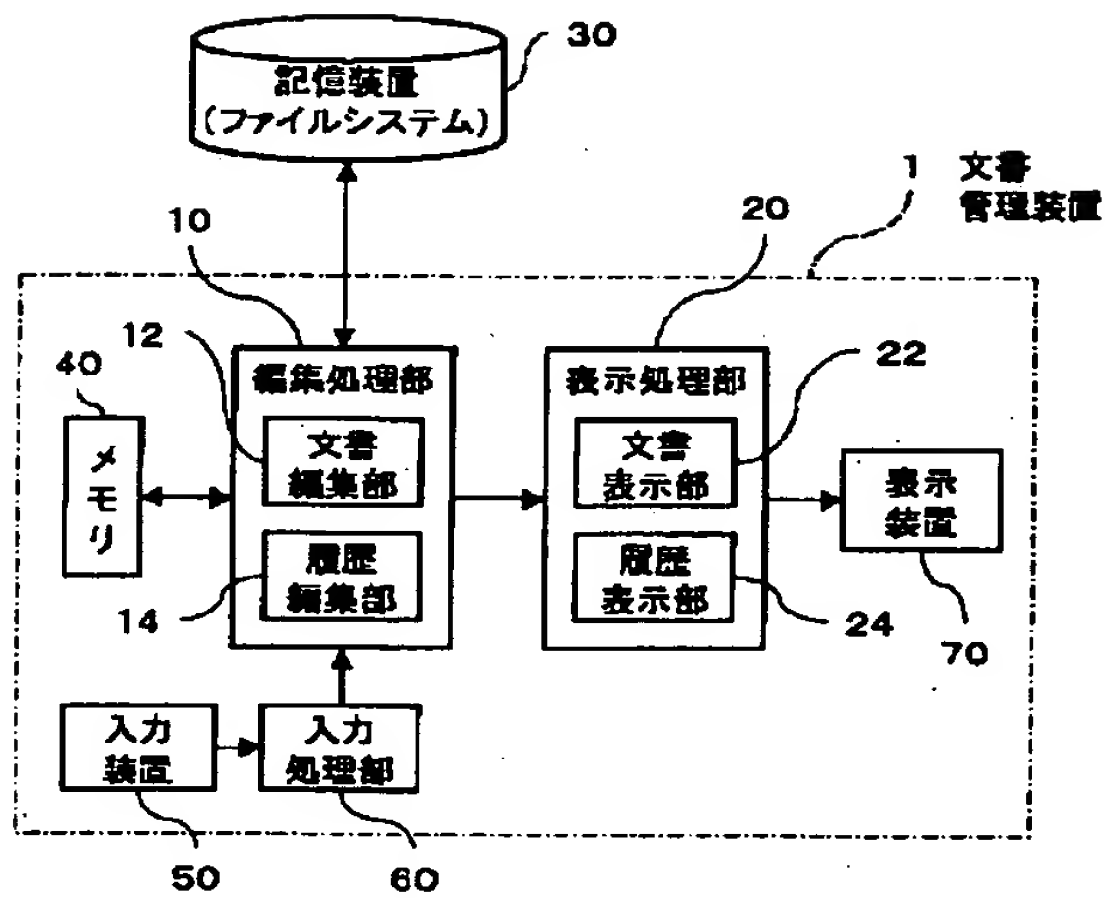 30
記憶装置
(ファイルシステム)
1 文書
管理装置
10
20
12
22
40
編集処理部
表示処理部
メモリ
文書
編集部
文書
表示部
表示
装置
履歴
編集部
履歴
表示部
14
24
70
入力
装置
入力
処理部
50
60